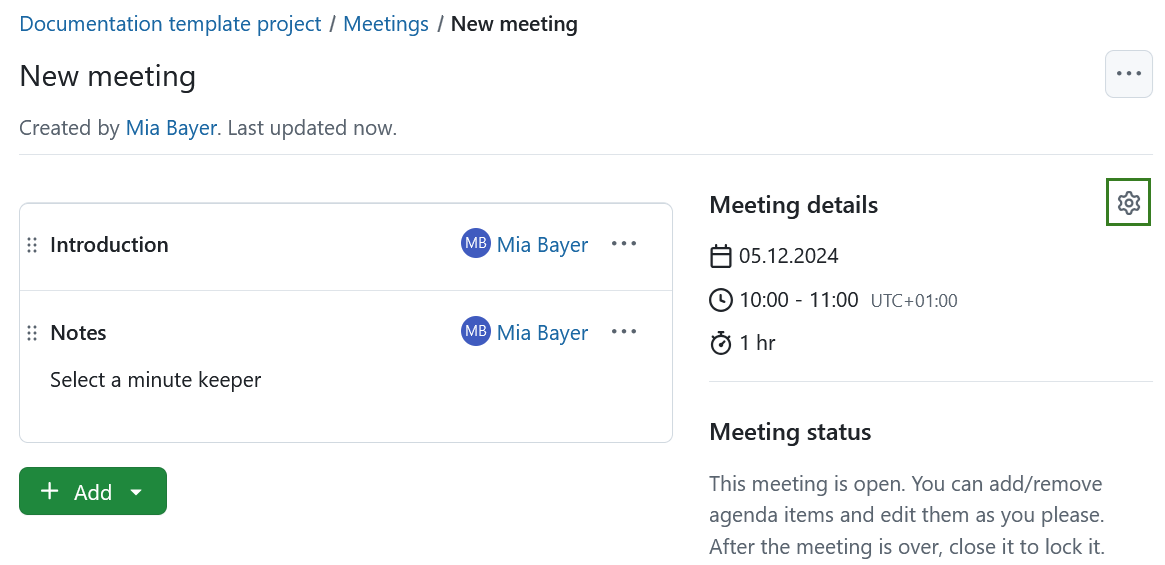 Documentation template project / Meetings / New meeting
New meeting
Created by Mia Bayer. Last updated now.
Introduction MB Mia Bayer
Notes MB Mia Bayer
Select a minute keeper
Add
Meeting details
05.12.2024
10:00 - 11:00 UTC+01:00
1 hr
Meeting status
This meeting is open. You can add/remove
agenda items and edit them as you please.
After the meeting is over, close it to lock it.